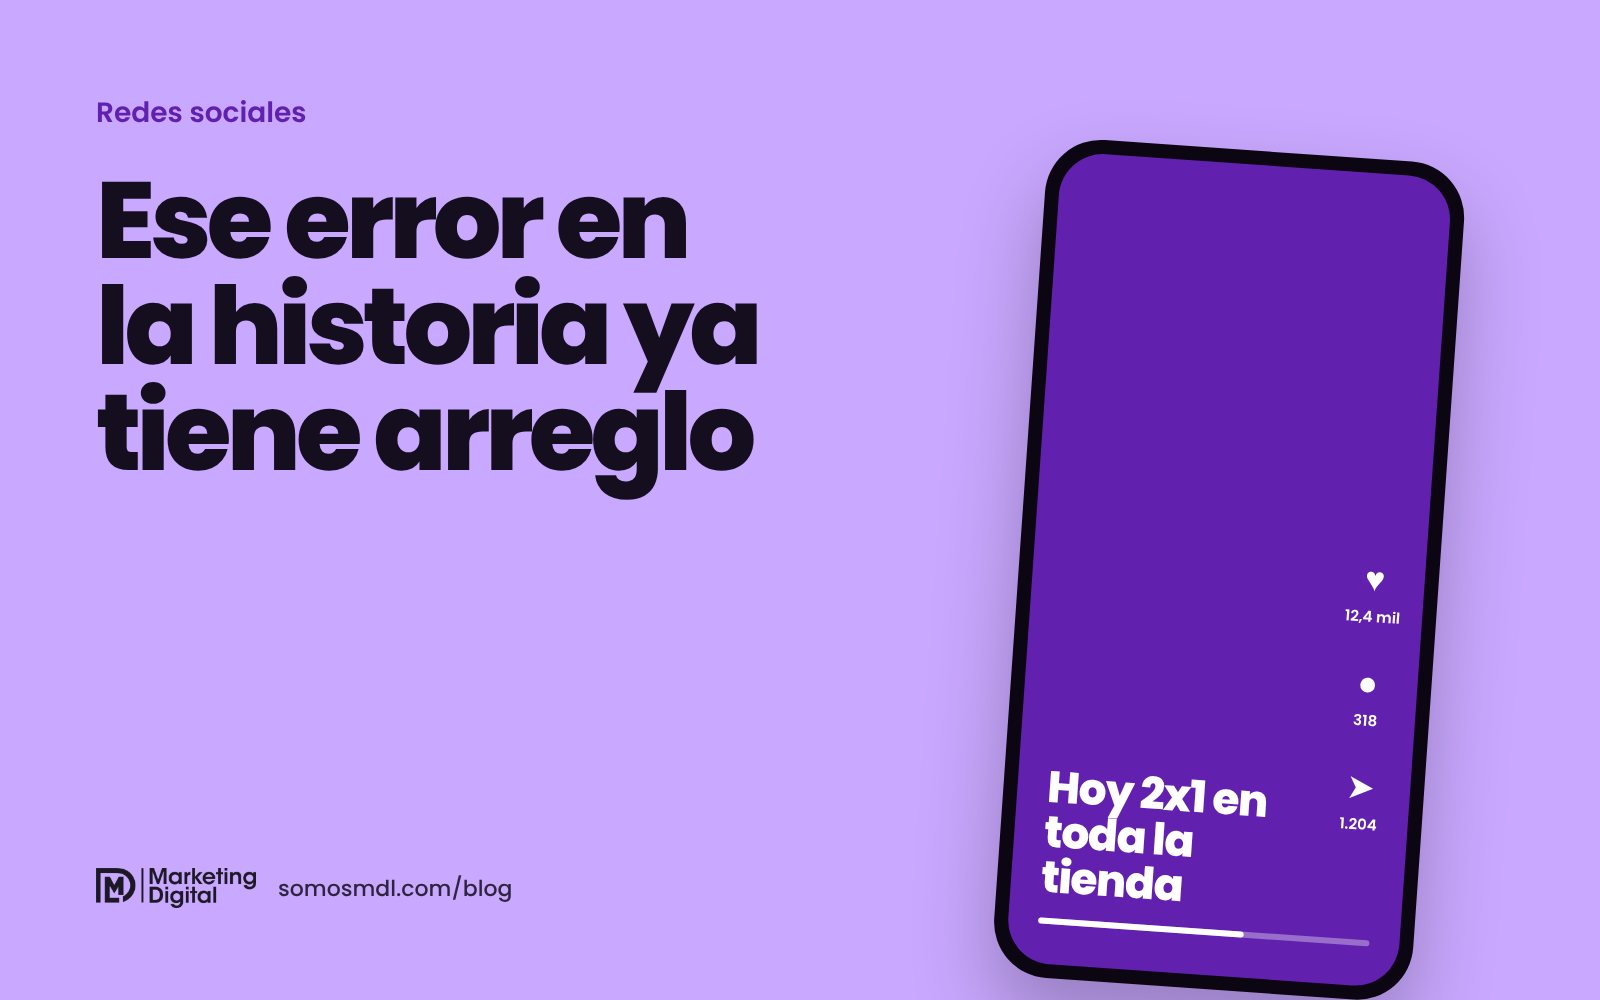 Redes sociales
Ese error en
la historia ya
tiene arreglo
12,4 mil
318
1.204
Hoy 2x1 en
toda la
tienda
DM
Marketing
Digital
somosmdl.com/blog